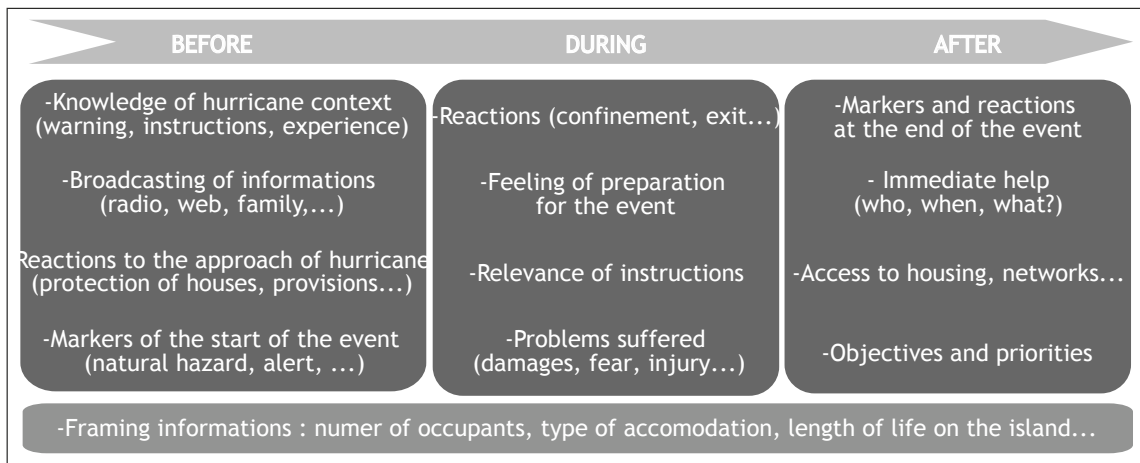 BEFORE
DURING
AFTER
-Knowledge of hurricane context
(warning, instructions, experience)
-Broadcasting of informations
(radio, web, family,...)
Reactions to the approach of hurricane
(protection of houses, provisions...)
-Markers of the start of the event
(natural hazard, alert, ...)
-Reactions (confinement, exit...)
-Feeling of preparation
for the event
-Relevance of instructions
-Problems suffered
(damages, fear, injury...)
-Markers and reactions
at the end of the event
- Immediate help
(who, when, what?)
-Access to housing, networks...
-Objectives and priorities
-Framing informations : numer of occupants, type of accomodation, length of life on the island...